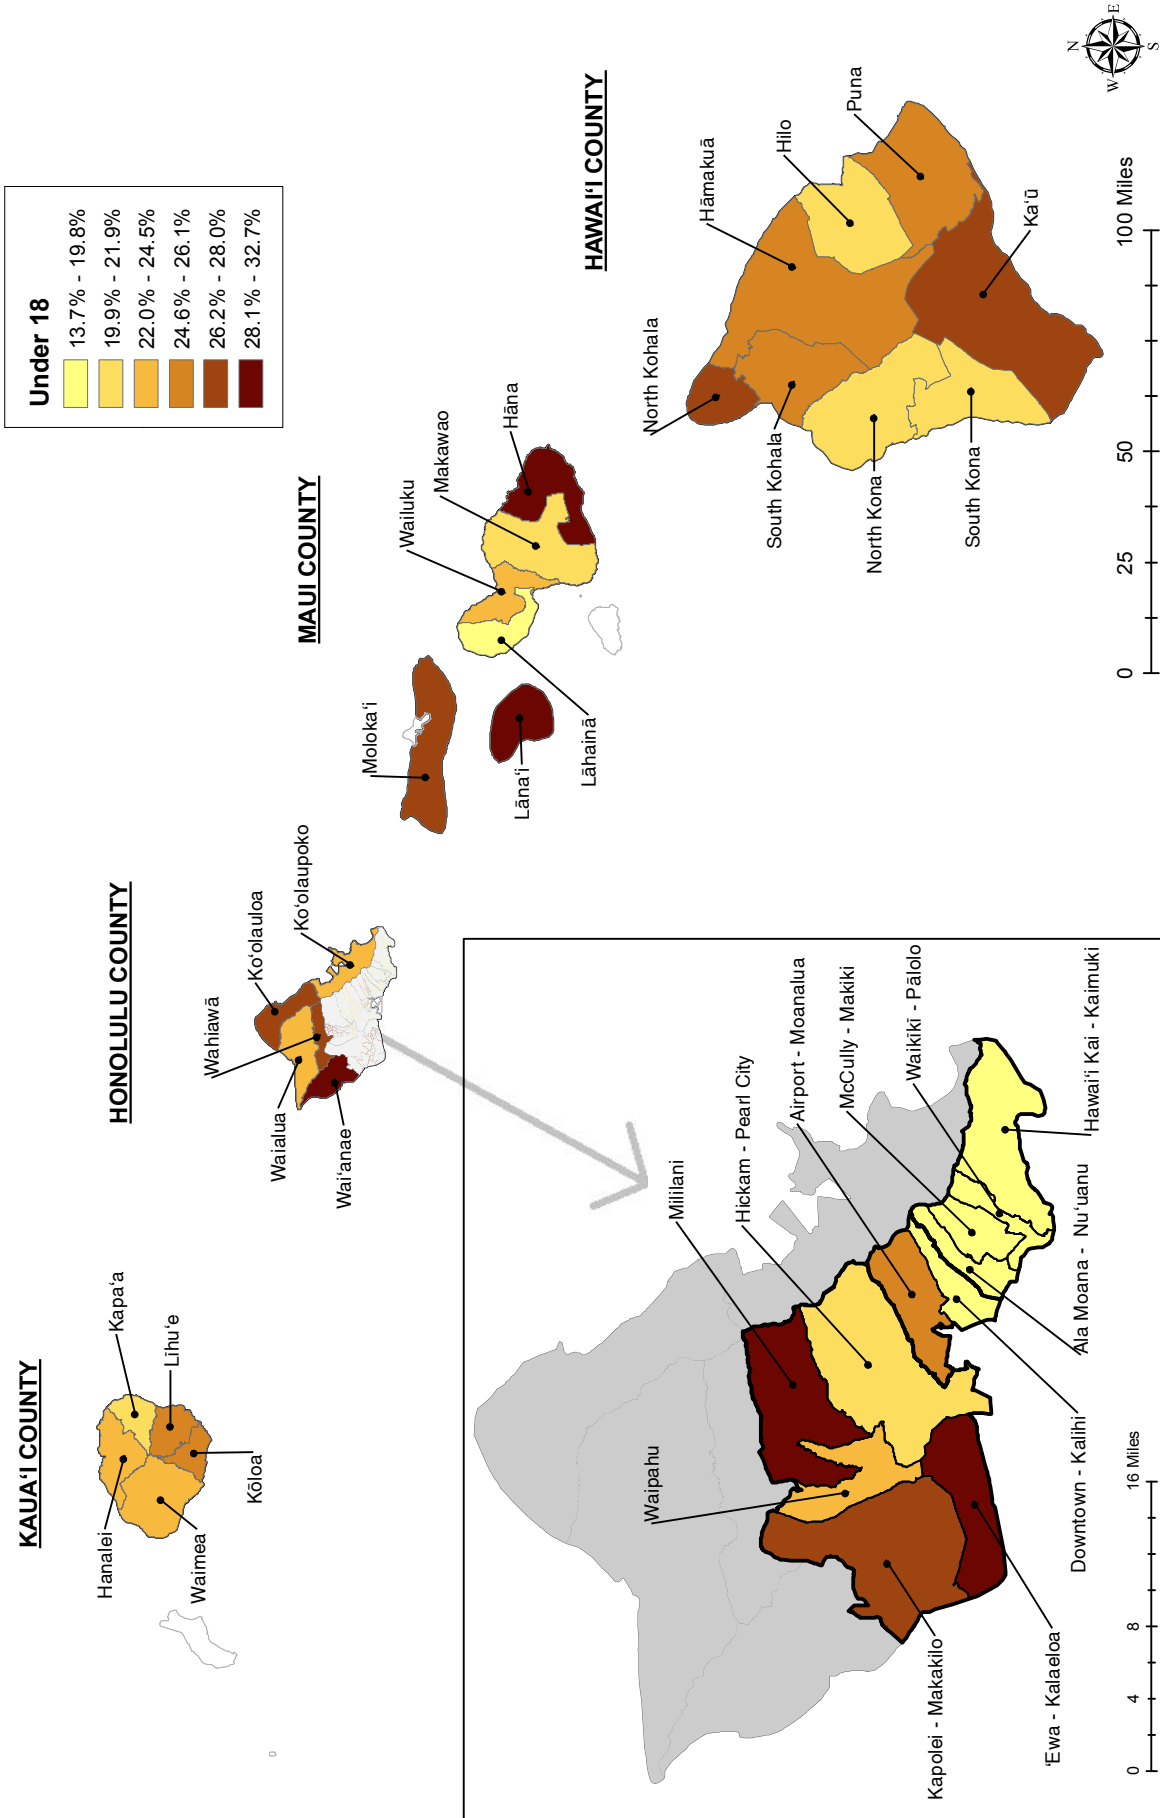 KAUAʻI COUNTY
Hanalei
Kapaʻa
Lihuʻe
Waimea
Kōloa
HONOLULU COUNTY
Wahiawā
Koʻolauloa
Koʻolaupoko
Waialua
Waiʻanae
MAUI COUNTY
Molokaʻi
Wailuku
Makawao
Hāna
Lānaʻi
Lāhainā
Under 18
13.7% - 19.8%
19.9% - 21.9%
22.0% - 24.5%
24.6% - 26.1%
26.2% - 28.0%
28.1% - 32.7%
HAWAIʻI COUNTY
North Kohala
Hāmakuā
Hilo
Puna
South Kohala
North Kona
South Kona
Kaʻū
0 25 50 100 Miles
N
W E
S
Mililani
Hickam - Pearl City
Airport - Moanalua
McCully - Makiki
Waikikī - Pālolo
Waipahu
Kapolei - Makakilo
ʻEwa - Kalaeloa
Downtown - Kalihi
Ala Moana - Nuʻuanu
Hawaiʻi Kai - Kaimuki
0 4 8 16 Miles